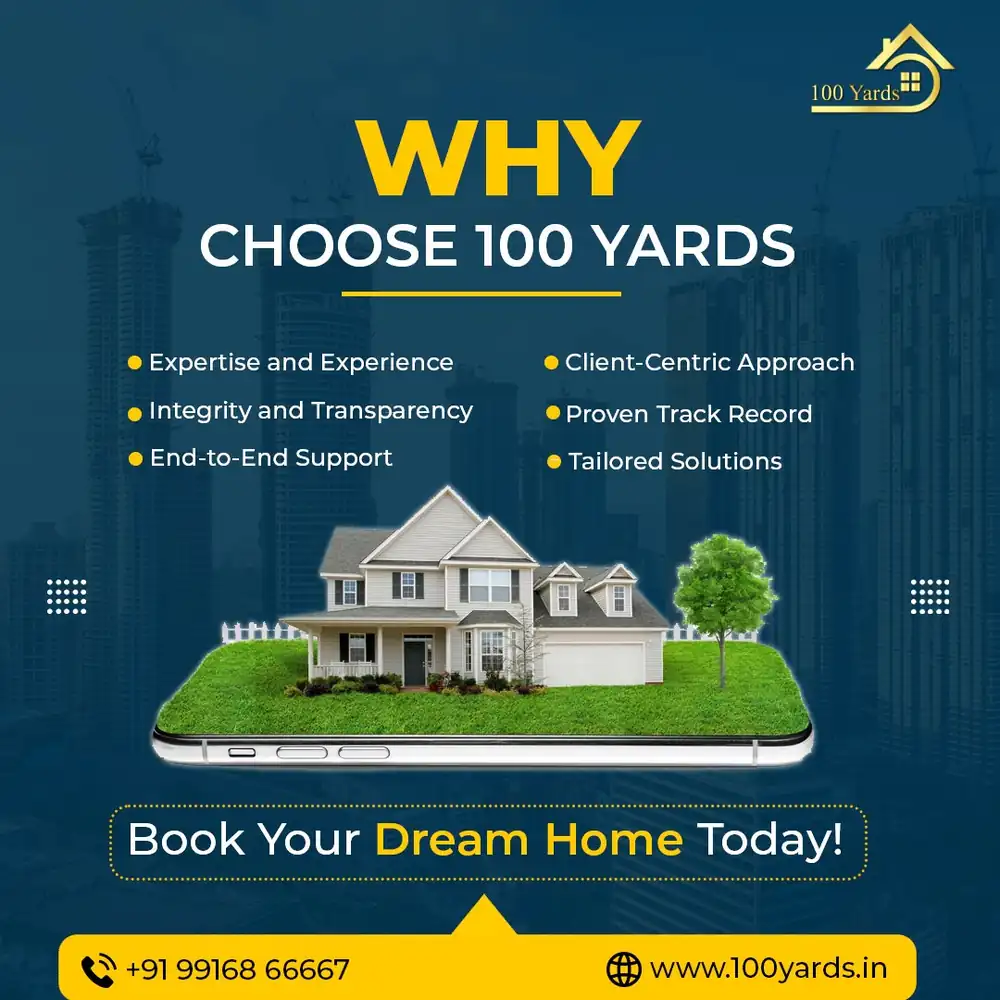 100 Yards
WHY
CHOOSE 100 YARDS
Expertise and Experience
Integrity and Transparency
End-to-End Support
Client-Centric Approach
Proven Track Record
Tailored Solutions
Book Your Dream Home Today!
+91 99168 66667
www.100yards.in